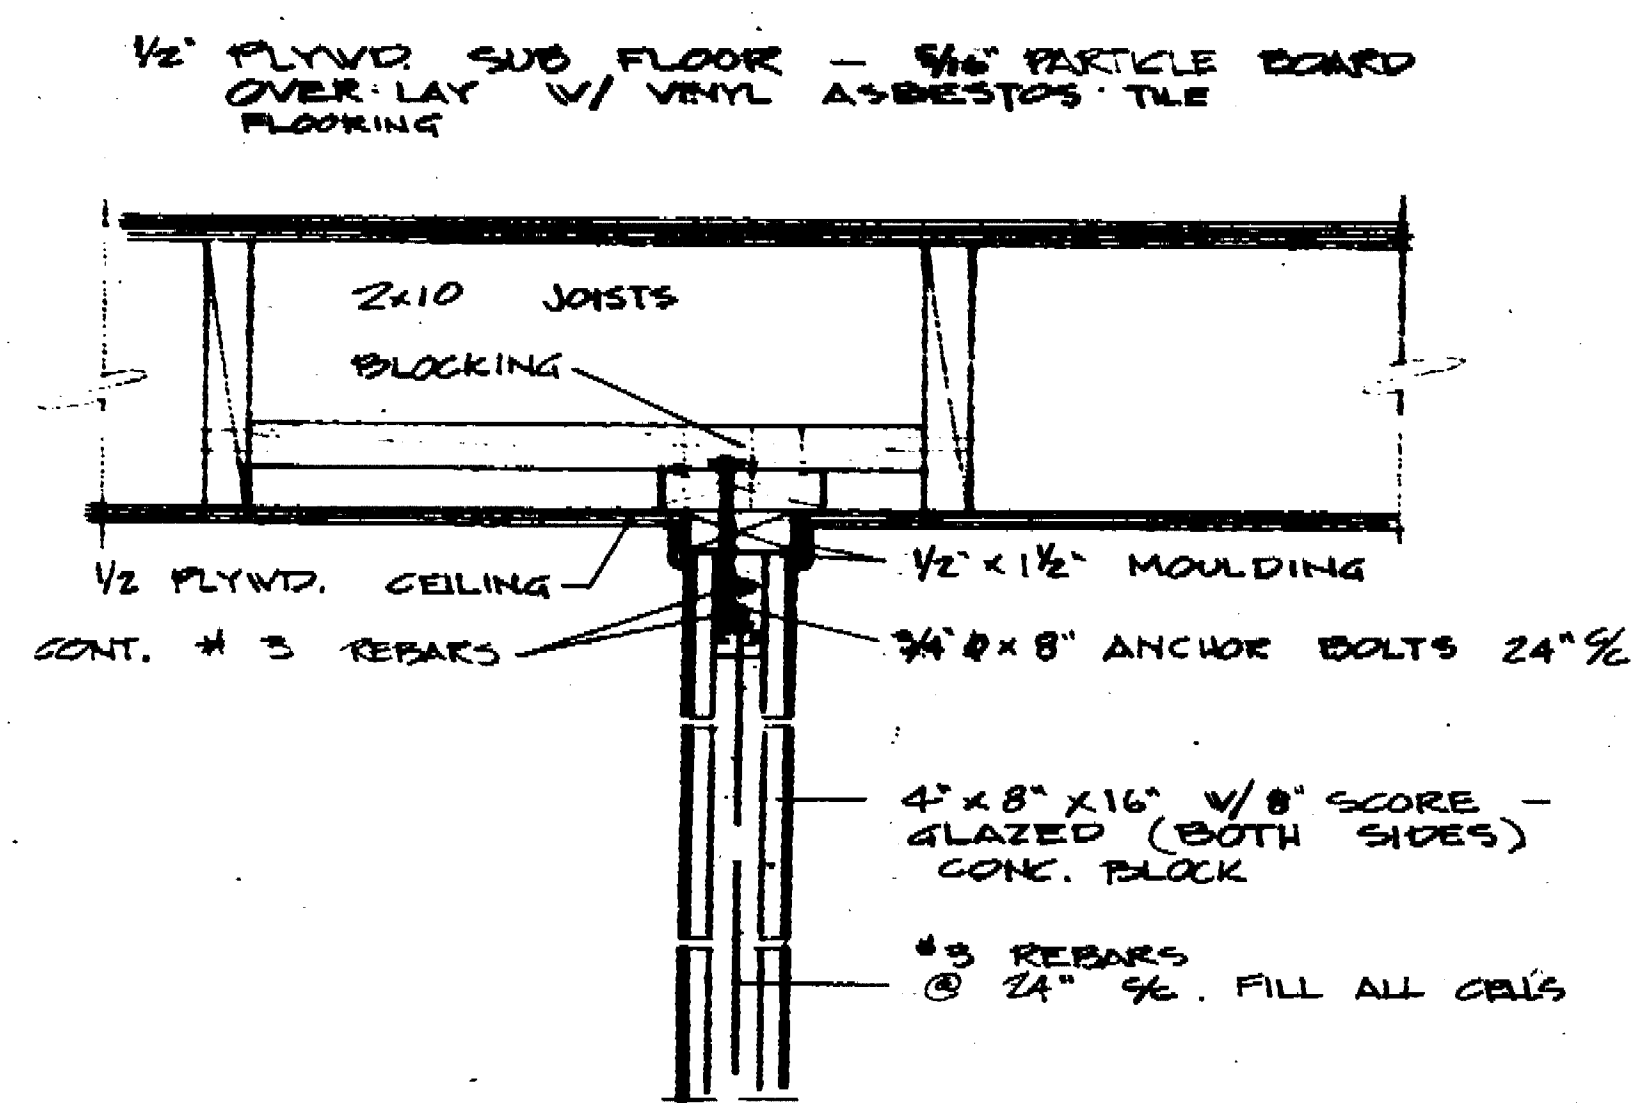 1/2" PLYWD. SUB FLOOR — 5/16" PARTICLE BOARD
OVER-LAY W/ VINYL ASBESTOS TILE
FLOORING
2x10 JOISTS
BLOCKING
1/2 PLYWD. CEILING
1/2" x 1 1/2" MOULDING
CONT. # 3 REBARS
3/4" Ø x 8" ANCHOR BOLTS 24" C/C
4" x 8" x 16" W/ 8" SCORE —
GLAZED (BOTH SIDES)
CONC. BLOCK
#3 REBARS
@ 24" C/C. FILL ALL CELLS